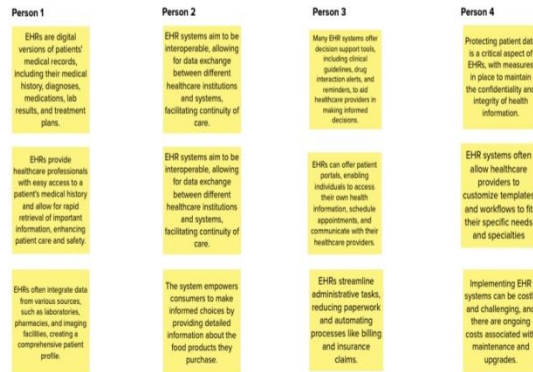 Person 1
EHRs are digital
versions of patients'
medical records,
including their medical
history, diagnoses,
medications, lab
results, and treatment
plans.
EHRs provide
healthcare professionals
with easy access to a
patient's medical history
and allow for rapid
retrieval of important
information, enhancing
patient care and safety.
EHRs often integrate data
from various sources,
such as laboratories,
pharmacies, and imaging
facilities, creating a
comprehensive patient
profile.
Person 2
EHR systems aim to be
interoperable, allowing
for data exchange
between different
healthcare institutions
and systems,
facilitating continuity of
care.
EHR systems aim to be
interoperable, allowing
for data exchange
between different
healthcare institutions
and systems,
facilitating continuity of
care.
The system empowers
consumers to make
informed choices by
providing detailed
information about the
food products they
purchase.
Person 3
Many EHR systems offer
decision support tools,
including clinical
guidelines, drug
interaction alerts, and
reminders, to aid
healthcare providers in
making informed
decisions.
EHRs can offer patient
portals, enabling
individuals to access
their own health
information, schedule
appointments, and
communicate with their
healthcare providers.
EHRs streamline
administrative tasks,
reducing paperwork
and automating
processes like billing
and insurance
claims.
Person 4
Protecting patient dat
is a critical aspect of
EHRs, with measures
in place to maintain
the confidentiality and
integrity of health
information.
EHR systems often
allow healthcare
providers to
customize templates
and workflows to fit
their specific needs
and specialties
Implementing EHR
systems can be costl
and challenging, and
there are ongoing
costs associated with
maintenance and
upgrades.